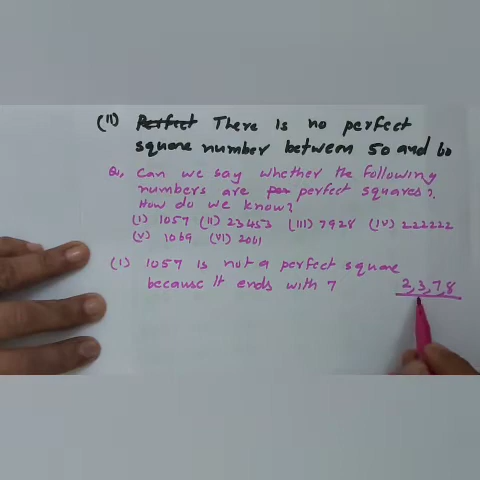 (II) Perfect There is no perfect
square number between 50 and 60
Q, Can we say whether the following
numbers are per perfect squares?
How do we know?
(I) 1057 (II) 23453 (III) 7928 (IV) 222222
(V) 1069 (VI) 2061
(I) 1057 is not a perfect square
because it ends with 7 2,3,7,8